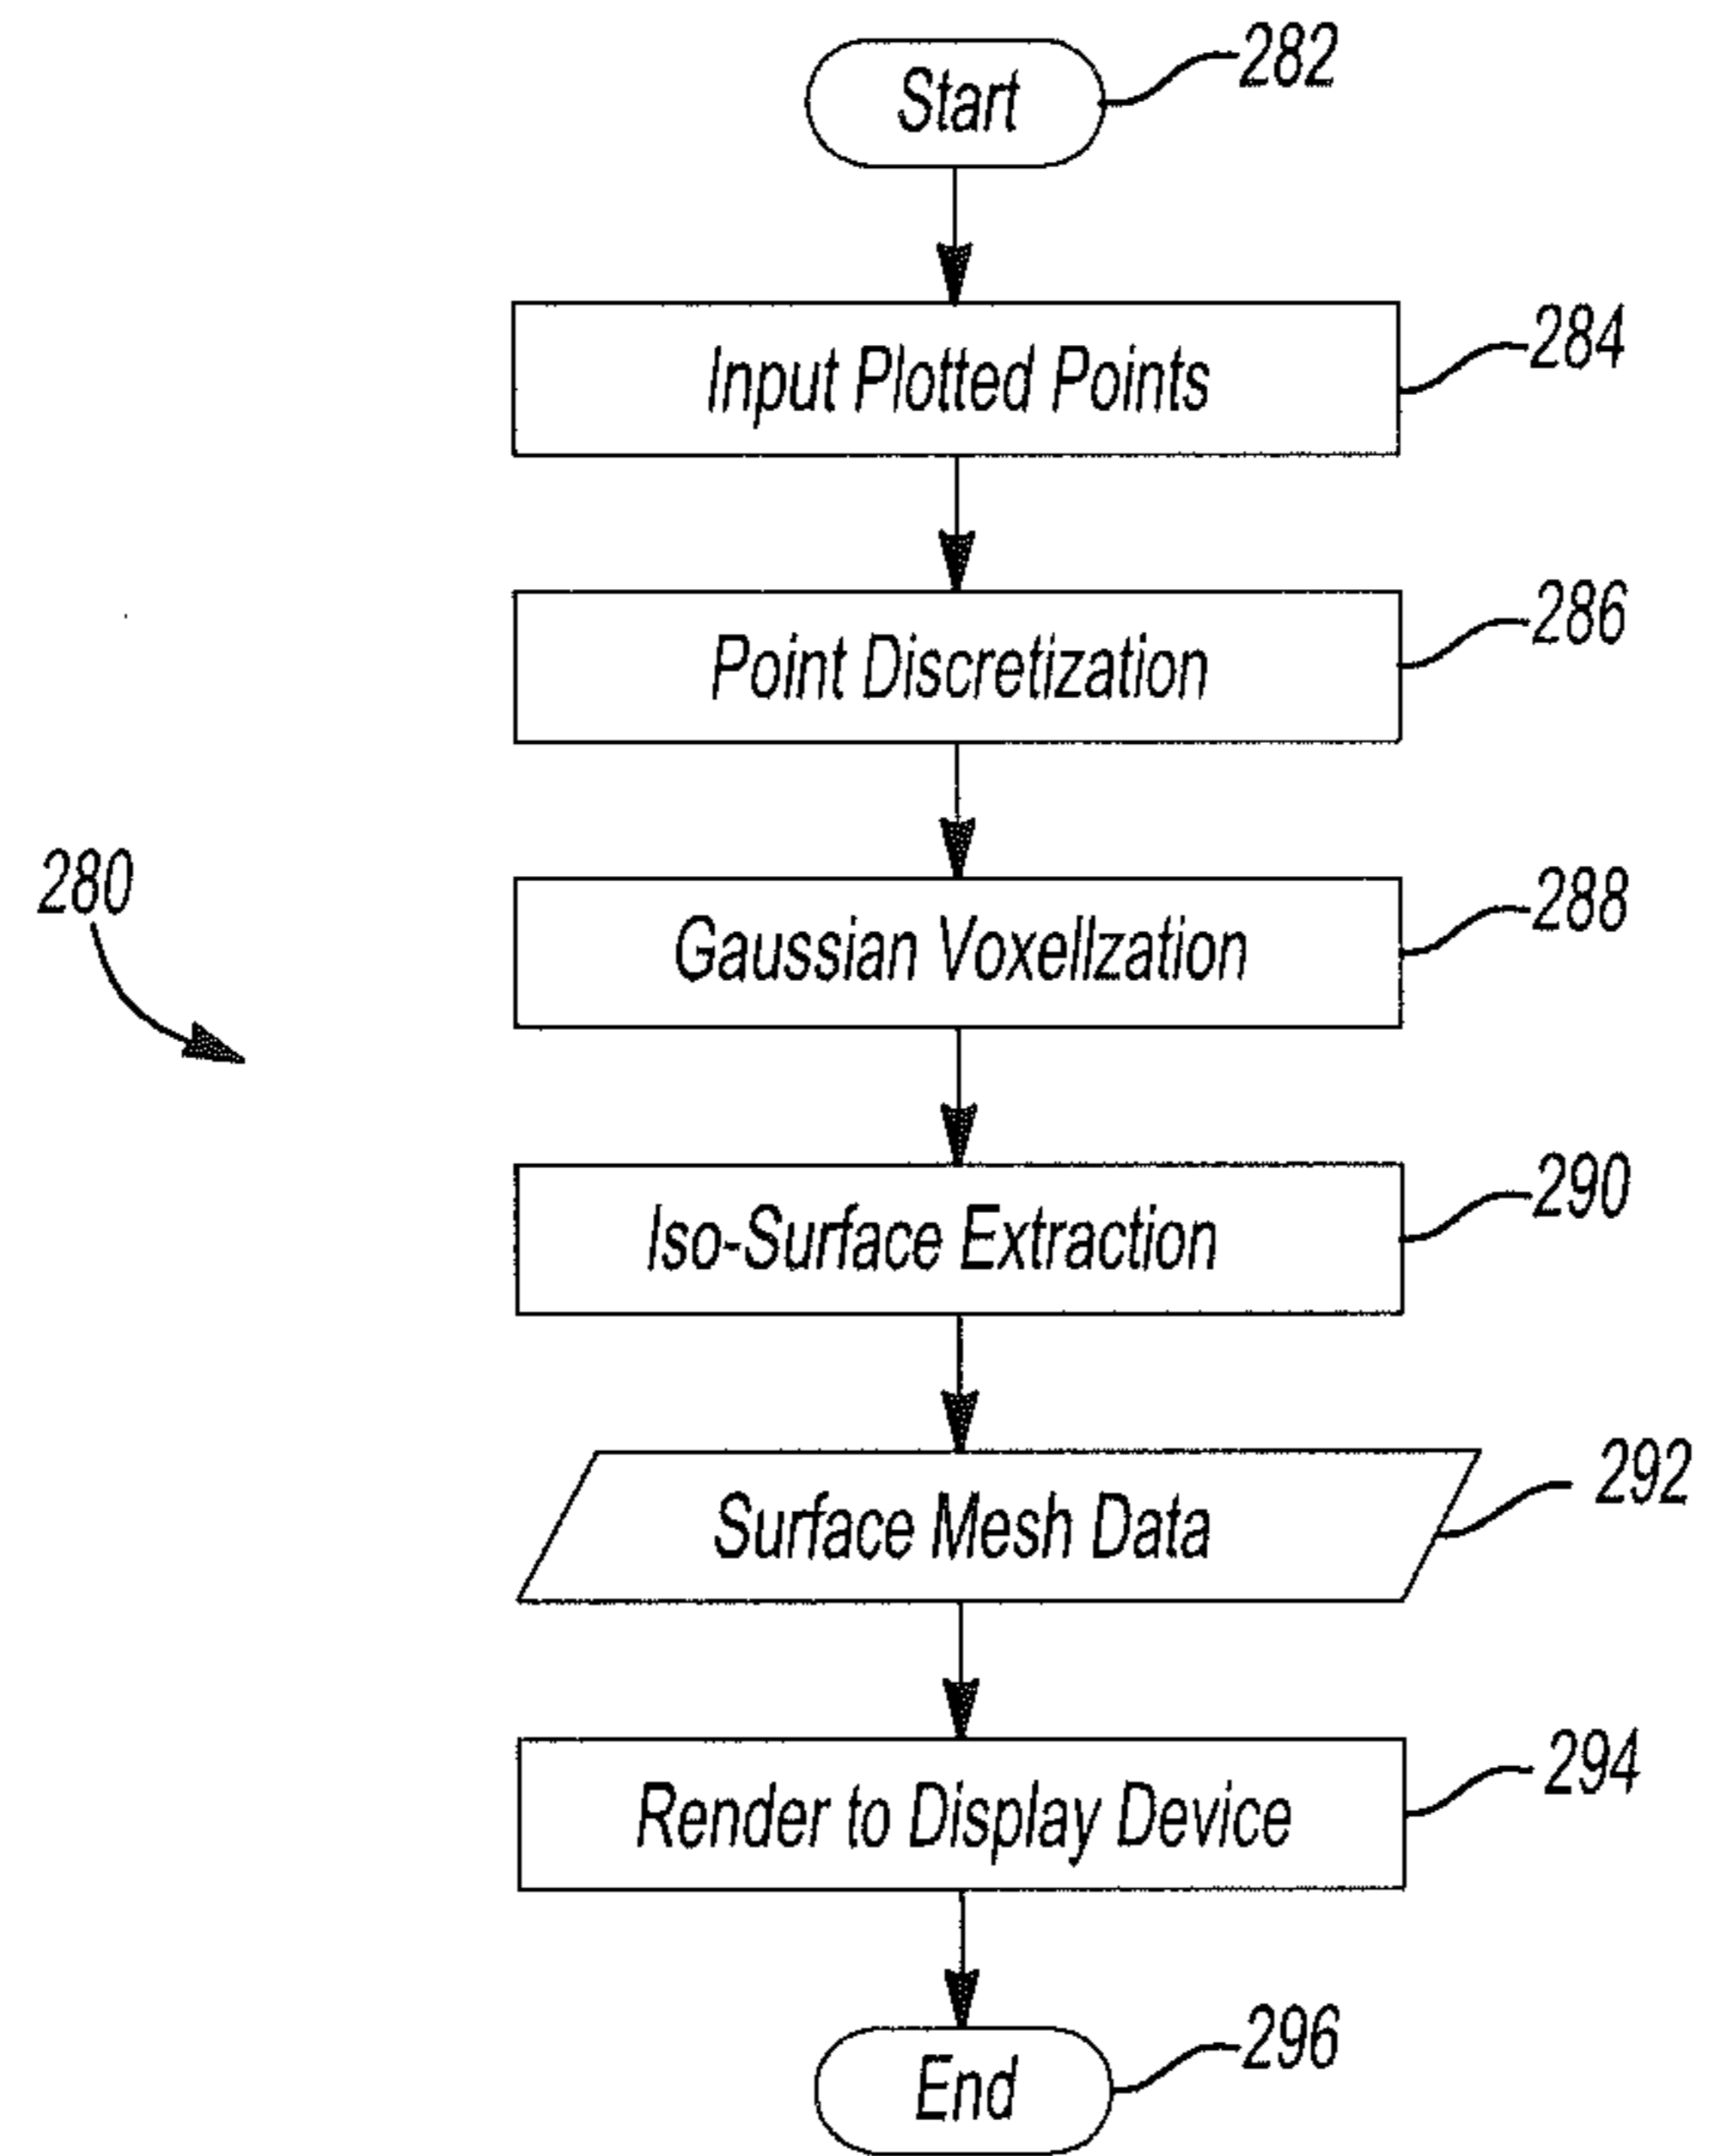 Start
282
Input Plotted Points
284
Point Discretization
286
280
Gaussian Voxellzation
288
Iso-Surface Extraction
290
Surface Mesh Data
292
Render to Display Device
294
End
296